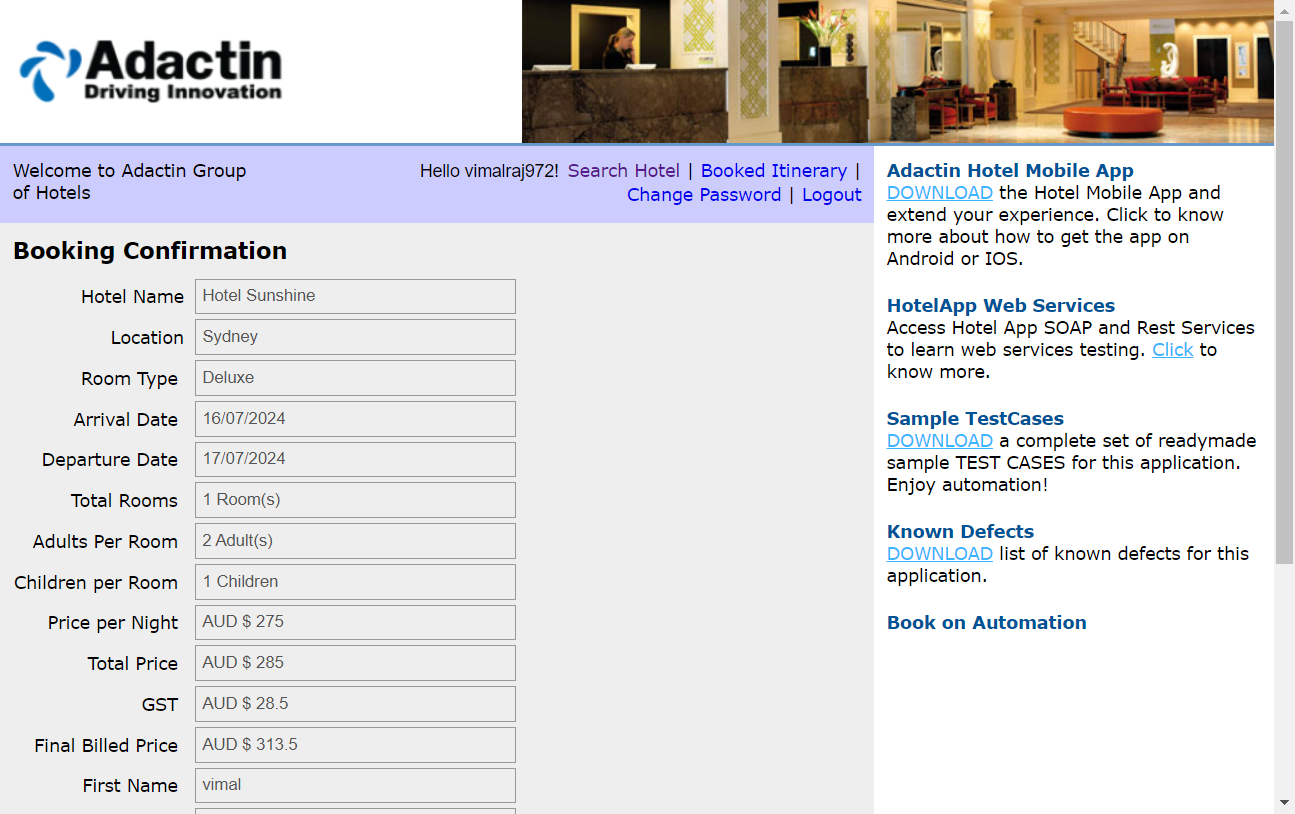 Adactin
Driving Innovation
Welcome to Adactin Group
of Hotels
Hello vimalraj972! Search Hotel | Booked Itinerary |
Change Password | Logout
Booking Confirmation
Hotel Name Hotel Sunshine
Location Sydney
Room Type Deluxe
Arrival Date 16/07/2024
Departure Date 17/07/2024
Total Rooms 1 Room(s)
Adults Per Room 2 Adult(s)
Children per Room 1 Children
Price per Night AUD $ 275
Total Price AUD $ 285
GST AUD $ 28.5
Final Billed Price AUD $ 313.5
First Name vimal
Adactin Hotel Mobile App
DOWNLOAD the Hotel Mobile App and
extend your experience. Click to know
more about how to get the app on
Android or IOS.
HotelApp Web Services
Access Hotel App SOAP and Rest Services
to learn web services testing. Click to
know more.
Sample TestCases
DOWNLOAD a complete set of readymade
sample TEST CASES for this application.
Enjoy automation!
Known Defects
DOWNLOAD list of known defects for this
application.
Book on Automation